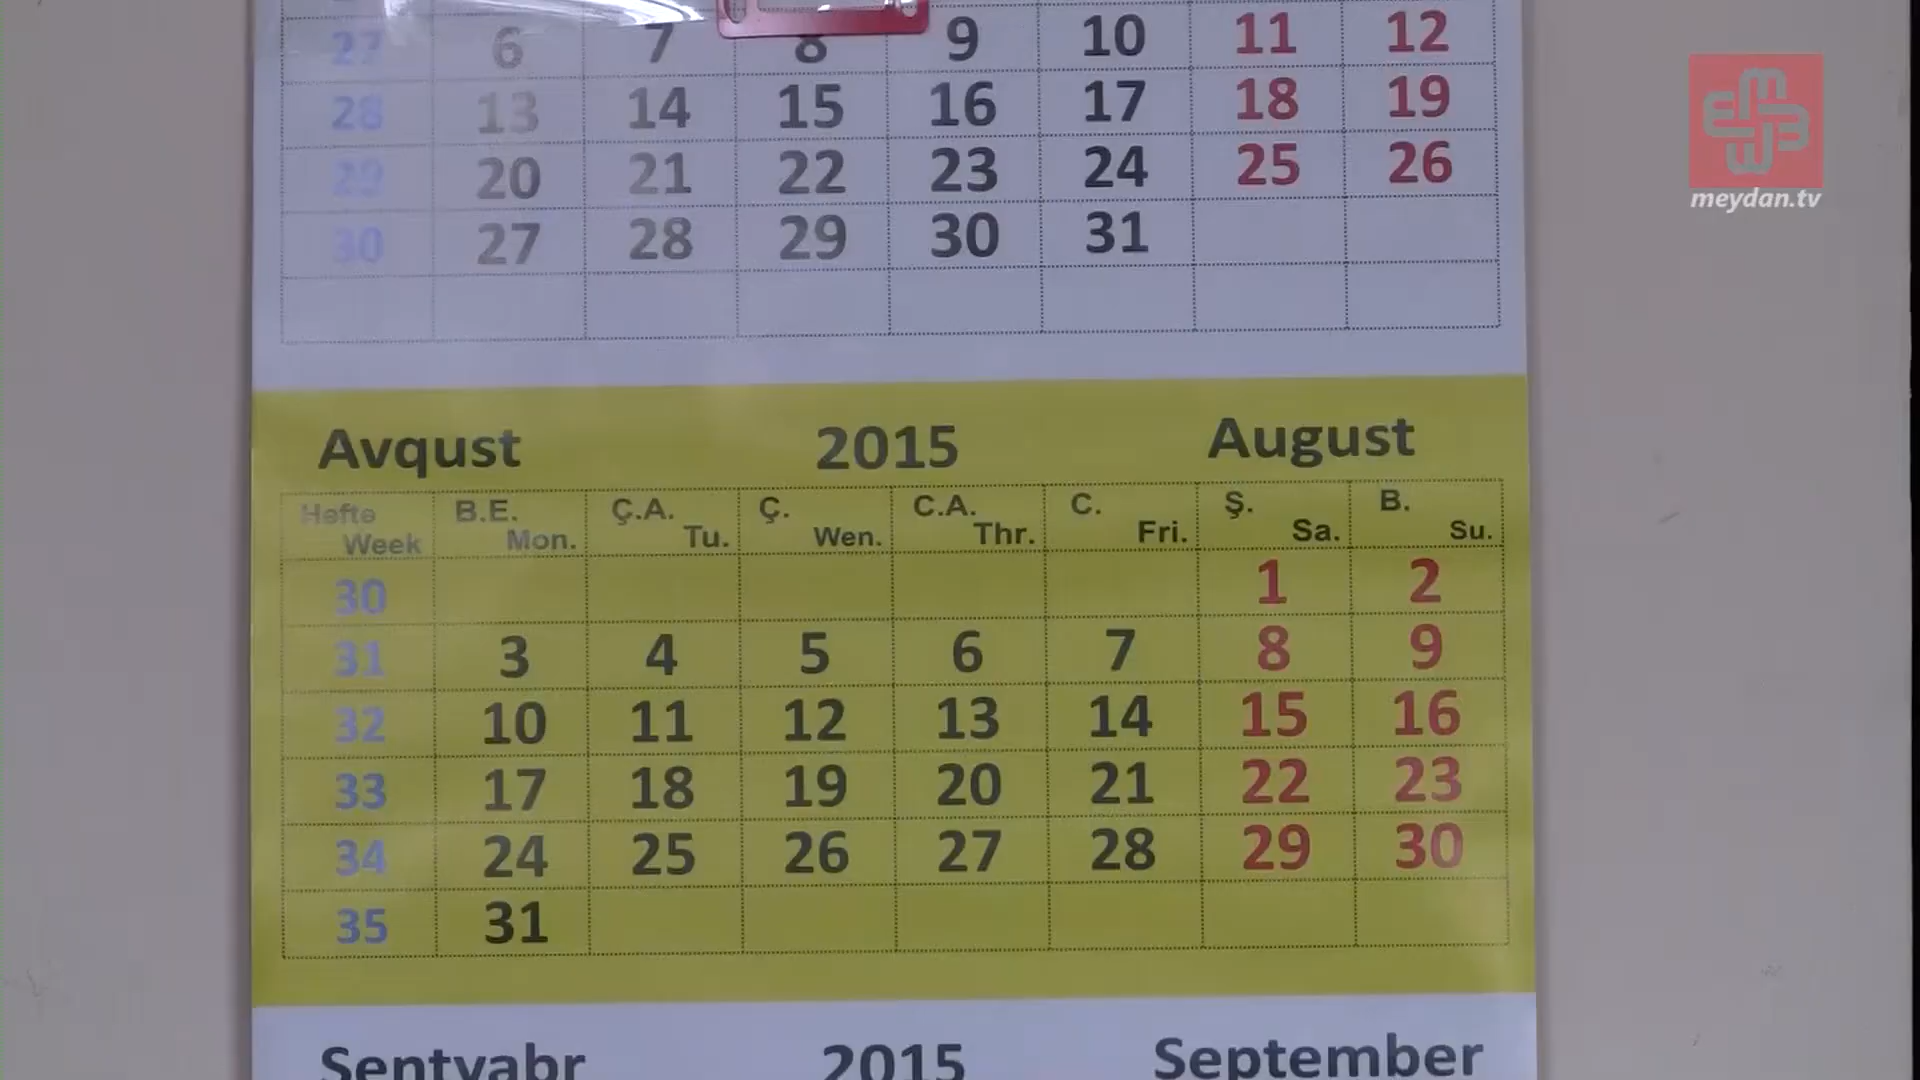 27 6 7 8 9 10 11 12
28 13 14 15 16 17 18 19
29 20 21 22 23 24 25 26
30 27 28 29 30 31
meydan.tv
Avqust 2015 August
Həftə B.E. Ç.A. Ç. C.A. C. Ş. B.
Week Mon. Tu. Wen. Thr. Fri. Sa. Su.
30 1 2
31 3 4 5 6 7 8 9
32 10 11 12 13 14 15 16
33 17 18 19 20 21 22 23
34 24 25 26 27 28 29 30
35 31
Sentyabr 2015 September